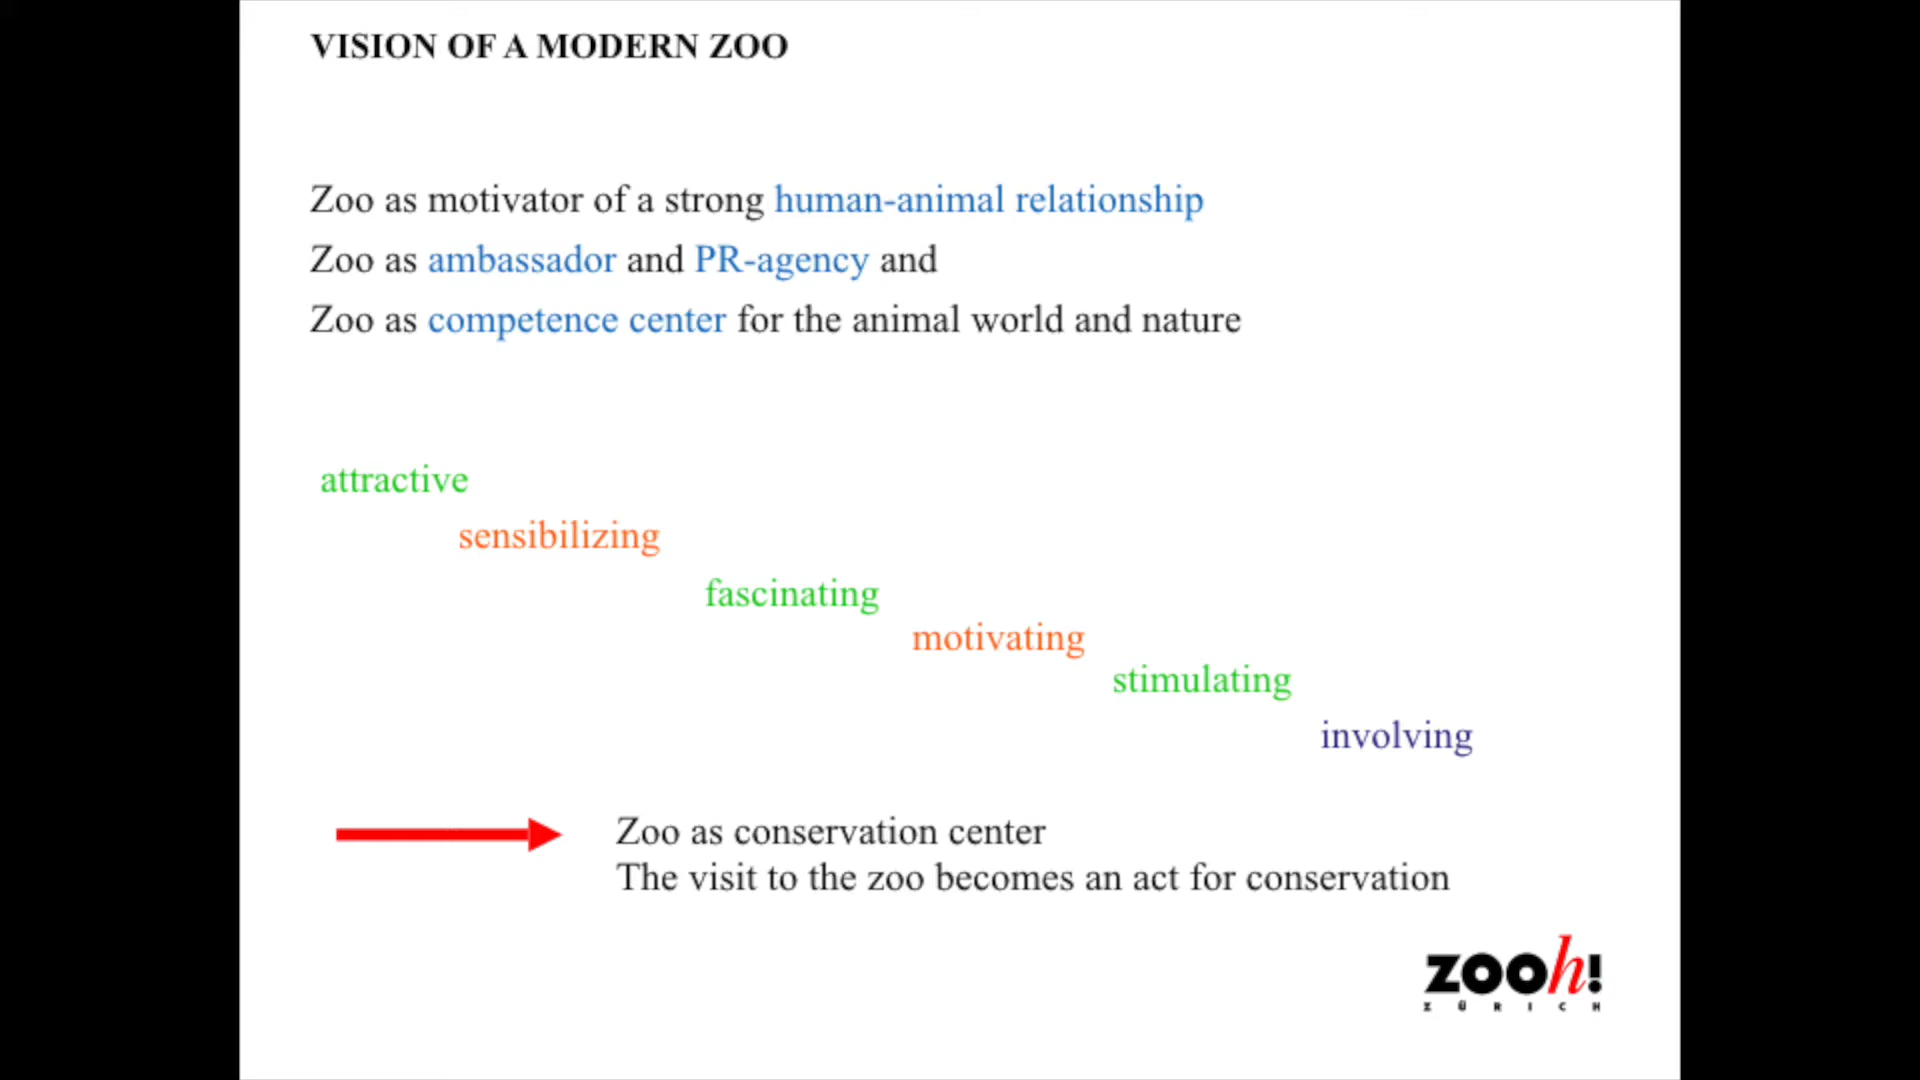 VISION OF A MODERN ZOO
Zoo as motivator of a strong human-animal relationship
Zoo as ambassador and PR-agency and
Zoo as competence center for the animal world and nature
attractive
sensibilizing
fascinating
motivating
stimulating
involving
Zoo as conservation center
The visit to the zoo becomes an act for conservation
zooh!
ZÜRICH